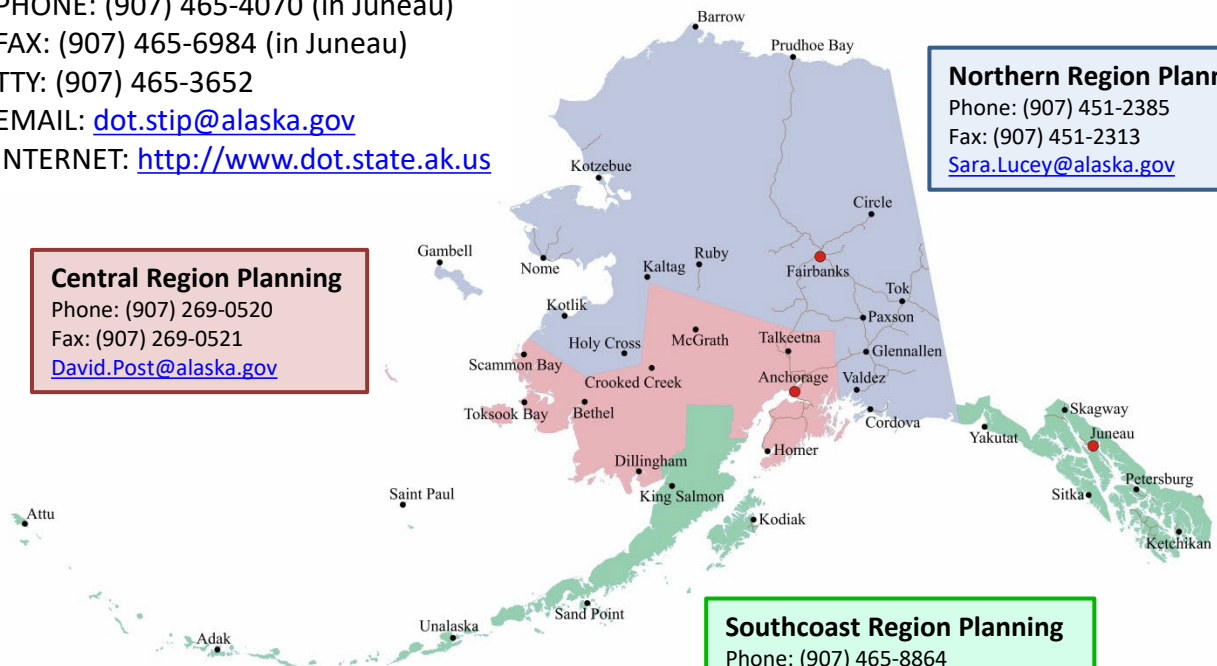 PHONE: (907) 465-4070 (in Juneau)
FAX: (907) 465-6984 (in Juneau)
TTY: (907) 465-3652
EMAIL: dot.stip@alaska.gov
INTERNET: http://www.dot.state.ak.us
Barrow
Prudhoe Bay
Northern Region Plann
Phone: (907) 451-2385
Fax: (907) 451-2313
Sara.Lucey@alaska.gov
Kotzebue
Circle
Gambell
Nome
Kaltag
Ruby
Fairbanks
Central Region Planning
Phone: (907) 269-0520
Fax: (907) 269-0521
David.Post@alaska.gov
Tok
Kotlik
Paxson
Holy Cross
McGrath
Talkeetna
Glennallen
Scammon Bay
Crooked Creek
Anchorage
Valdez
Toksook Bay
Bethel
Cordova
Skagway
Yakutat
Juneau
Homer
Dillingham
King Salmon
Saint Paul
Petersburg
Sitka
Attu
Kodiak
Ketchikan
Sand Point
Unalaska
Adak
Southcoast Region Planning
Phone: (907) 465-8864